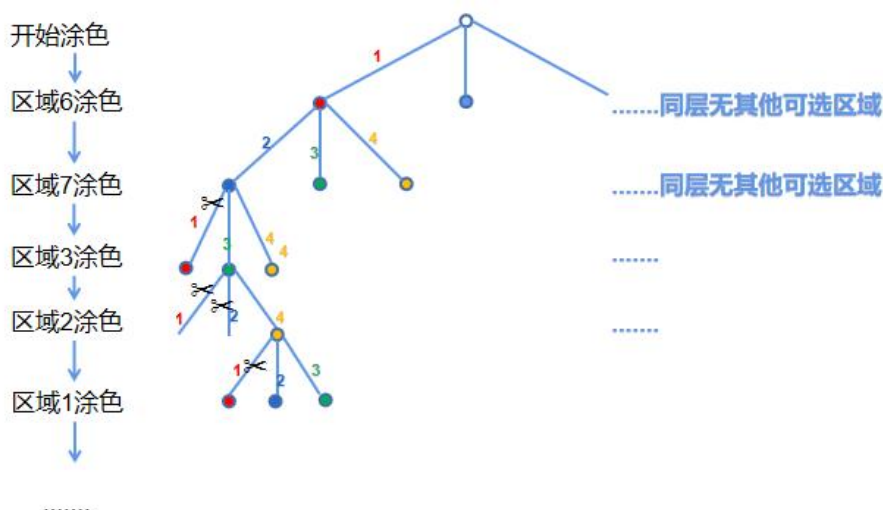 开始涂色
1
区域6涂色
.......同层无其他可选区域
2
3
4
区域7涂色
.......同层无其他可选区域
1
3
4
4
区域3涂色
.......
1
2
4
区域2涂色
.......
1
2
3
区域1涂色
........